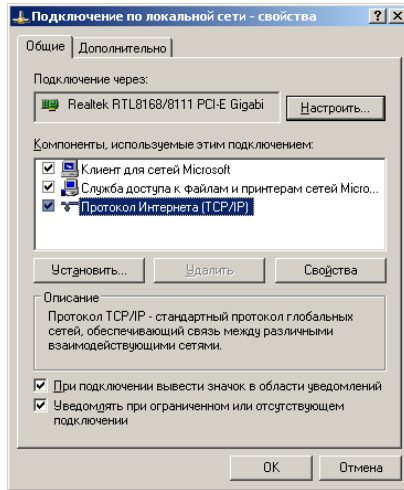 Подключение по локальной сети - свойства
Общие
Дополнительно
Подключение через:
Realtek RTL8168/8111 PCI-E Gigabi
Настроить...
Компоненты, используемые этим подключением:
Клиент для сетей Microsoft
Служба доступа к файлам и принтерам сетей Micro...
Протокол Интернета (TCP/IP)
Установить...
Удалить
Свойства
Описание
Протокол TCP/IP - стандартный протокол глобальных
сетей, обеспечивающий связь между различными
взаимодействующими сетями.
При подключении вывести значок в области уведомлений
Уведомлять при ограниченном или отсутствующем
подключении
OK
Отмена